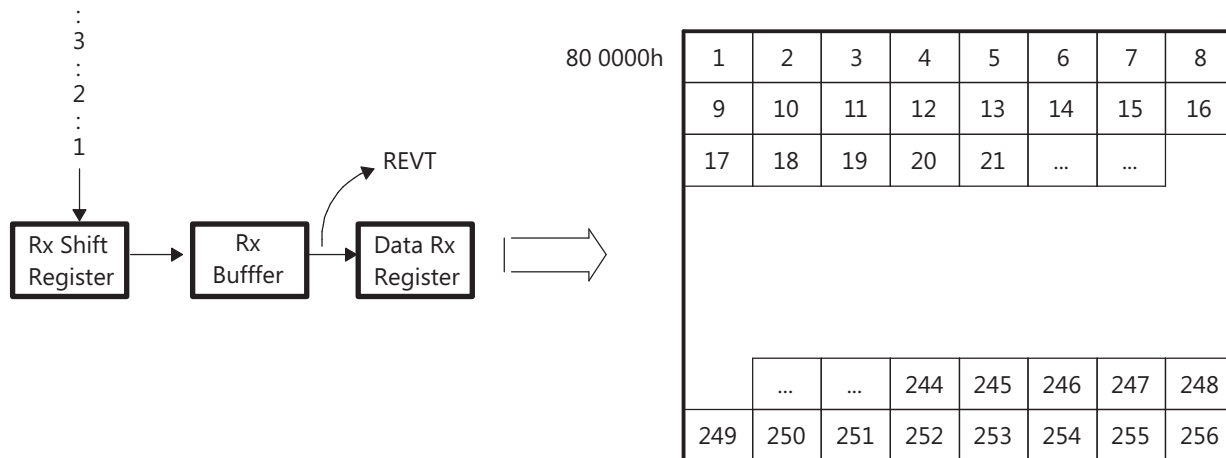 :
3
:
2
:
1
REVT
Rx Shift
Register
Rx
Bufffer
Data Rx
Register
80 0000h
1 2 3 4 5 6 7 8
9 10 11 12 13 14 15 16
17 18 19 20 21 ... ...
... ... 244 245 246 247 248
249 250 251 252 253 254 255 256